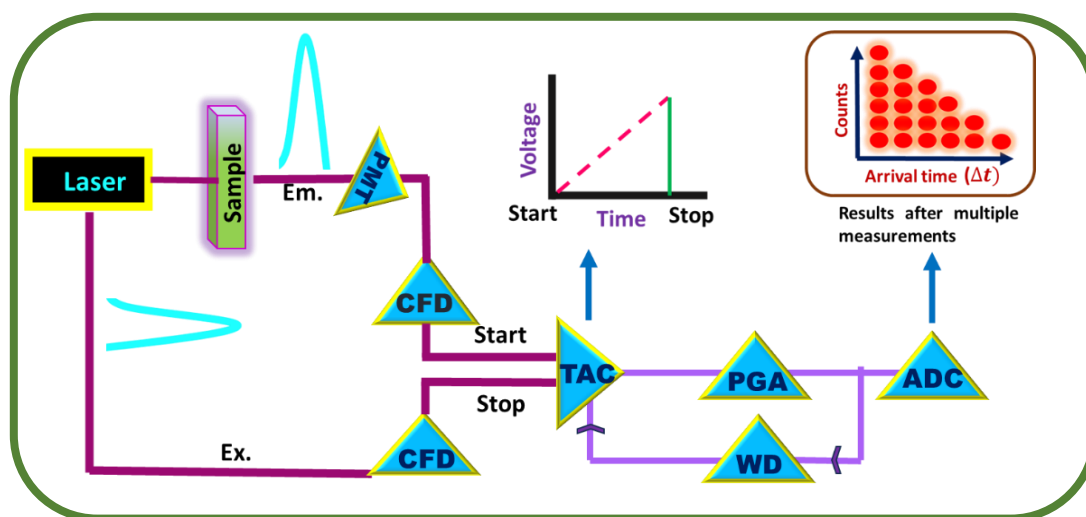 Laser
Sample
Em.
PMT
CFD
Start
Stop
Ex.
CFD
TAC
PGA
WD
ADC
Voltage
Start
Time
Stop
Counts
Arrival time (Δt)
Results after multiple
measurements